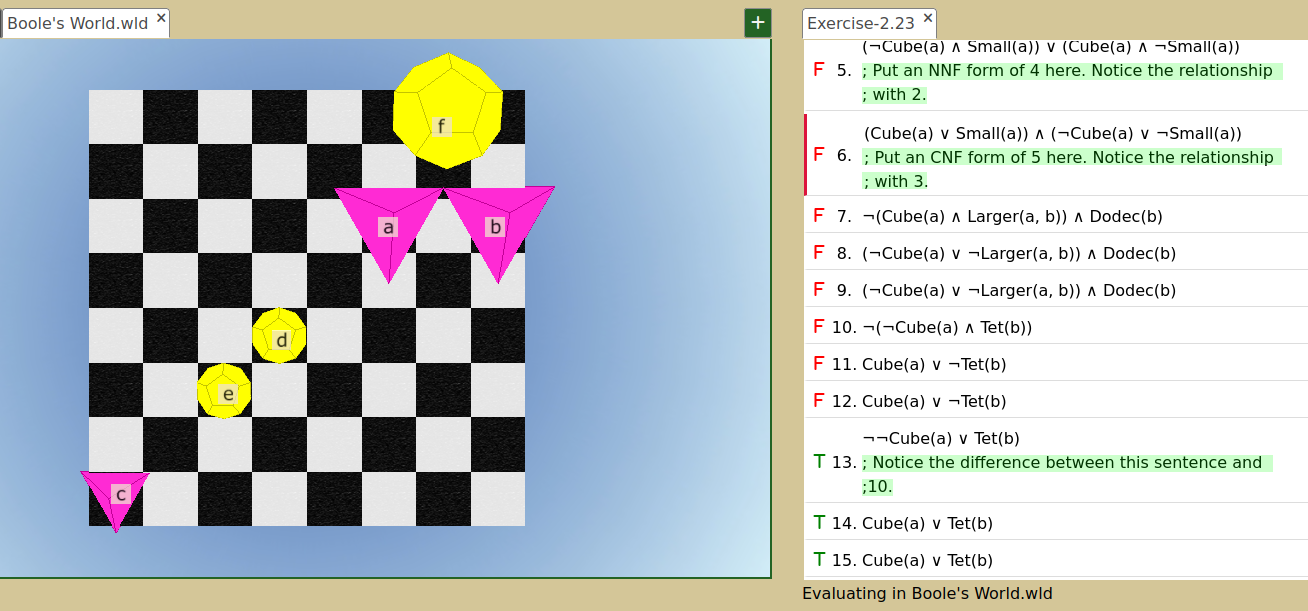 Boole's World.wld ×
+
Exercise-2.23 ×
f
a
b
d
e
c
(¬Cube(a) ∧ Small(a)) ∨ (Cube(a) ∧ ¬Small(a))
F 5. ; Put an NNF form of 4 here. Notice the relationship
; with 2.
(Cube(a) ∨ Small(a)) ∧ (¬Cube(a) ∨ ¬Small(a))
F 6. ; Put an CNF form of 5 here. Notice the relationship
; with 3.
F 7. ¬(Cube(a) ∧ Larger(a, b)) ∧ Dodec(b)
F 8. (¬Cube(a) ∨ ¬Larger(a, b)) ∧ Dodec(b)
F 9. (¬Cube(a) ∨ ¬Larger(a, b)) ∧ Dodec(b)
F 10. ¬(¬Cube(a) ∧ Tet(b))
F 11. Cube(a) ∨ ¬Tet(b)
F 12. Cube(a) ∨ ¬Tet(b)
¬¬Cube(a) ∨ Tet(b)
T 13. ; Notice the difference between this sentence and
;10.
T 14. Cube(a) ∨ Tet(b)
T 15. Cube(a) ∨ Tet(b)
Evaluating in Boole's World.wld